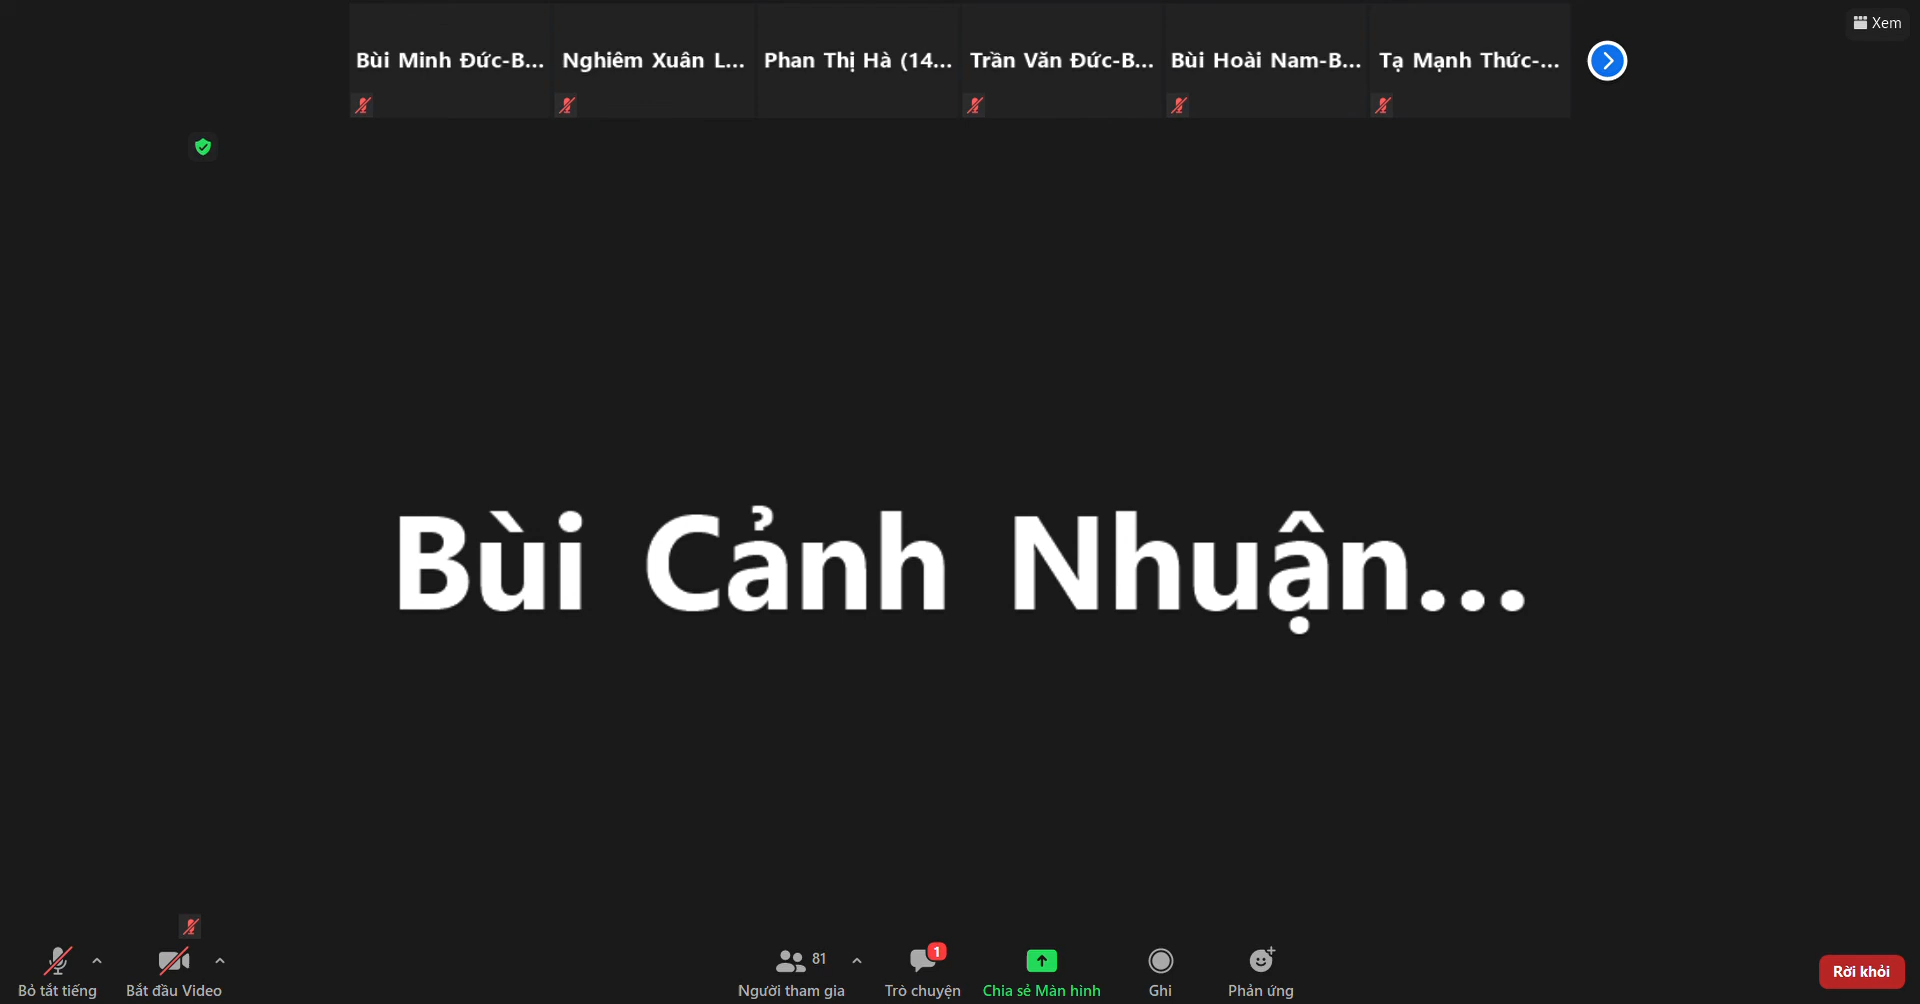 Bùi Minh Đức-B...
Nghiêm Xuân L...
Phan Thị Hà (14...
Trần Văn Đức-B...
Bùi Hoài Nam-B...
Tạ Mạnh Thức-...
Xem
Bùi Cảnh Nhuận...
81
1
Bỏ tắt tiếng
Bắt đầu Video
Người tham gia
Trò chuyện
Chia sẻ Màn hình
Ghi
Phản ứng
Rời khỏi